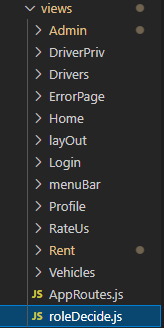 views
Admin
DriverPriv
Drivers
ErrorPage
Home
layOut
Login
menuBar
Profile
RateUs
Rent
Vehicles
JS AppRoutes.js
JS roleDecide.js